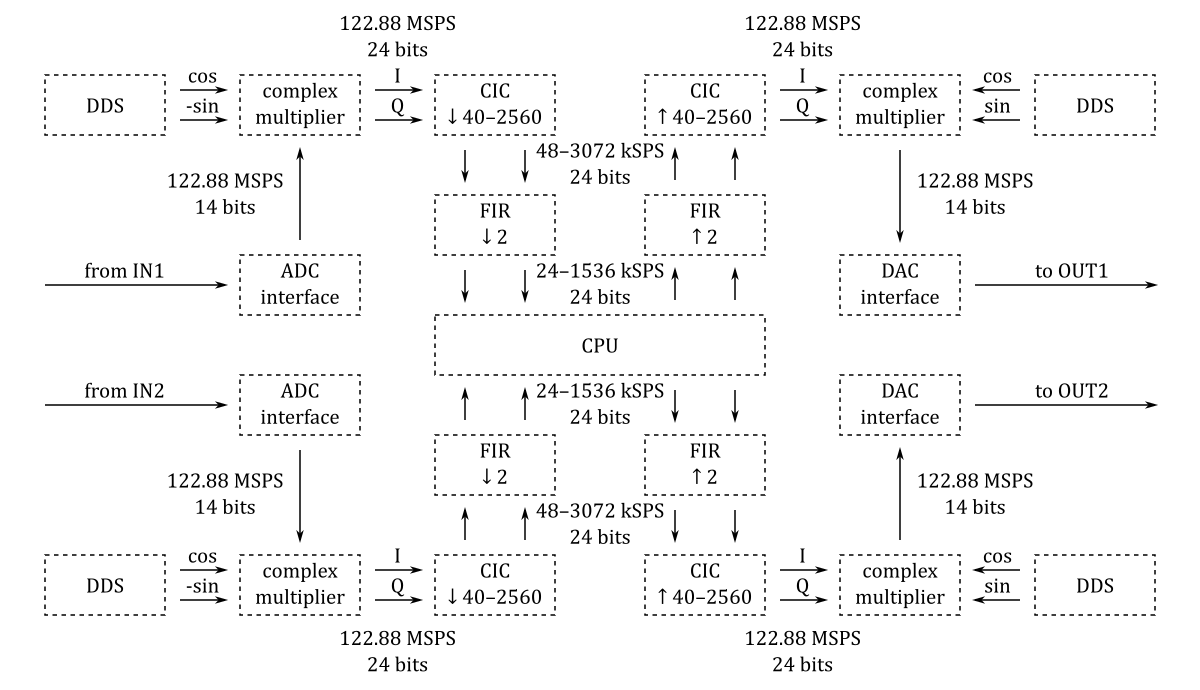 122.88 MSPS
24 bits
122.88 MSPS
24 bits
DDS
cos
-sin
complex
multiplier
I
Q
CIC
↓40–2560
CIC
↑40–2560
I
Q
complex
multiplier
cos
sin
DDS
48–3072 kSPS
24 bits
122.88 MSPS
14 bits
122.88 MSPS
14 bits
FIR
↓2
FIR
↑2
from IN1
ADC
interface
24–1536 kSPS
24 bits
DAC
interface
to OUT1
CPU
from IN2
ADC
interface
24–1536 kSPS
24 bits
DAC
interface
to OUT2
FIR
↓2
FIR
↑2
122.88 MSPS
14 bits
122.88 MSPS
14 bits
48–3072 kSPS
24 bits
DDS
cos
-sin
complex
multiplier
I
Q
CIC
↓40–2560
CIC
↑40–2560
I
Q
complex
multiplier
cos
sin
DDS
122.88 MSPS
24 bits
122.88 MSPS
24 bits